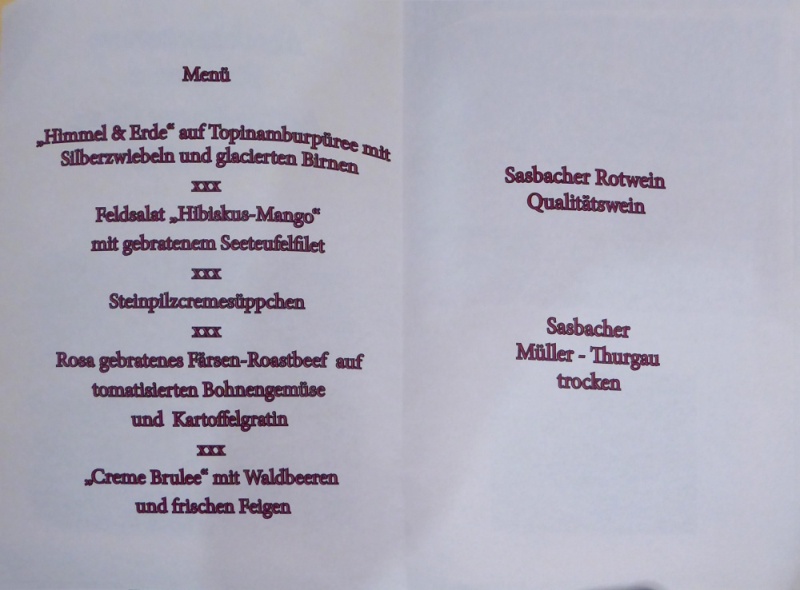 Menü
„Himmel & Erde“ auf Topinamburpüree mit
Silberzwiebeln und glacierten Birnen
xxx
Feldsalat „Hibiskus-Mango“
mit gebratenem Seeteufelfilet
xxx
Steinpilzcremesüppchen
xxx
Rosa gebratenes Färsen-Roastbeef auf
tomatisierten Bohnengemüse
und Kartoffelgratin
xxx
„Creme Brulee“ mit Waldbeeren
und frischen Feigen
Sasbacher Rotwein
Qualitätswein
Sasbacher
Müller - Thurgau
trocken